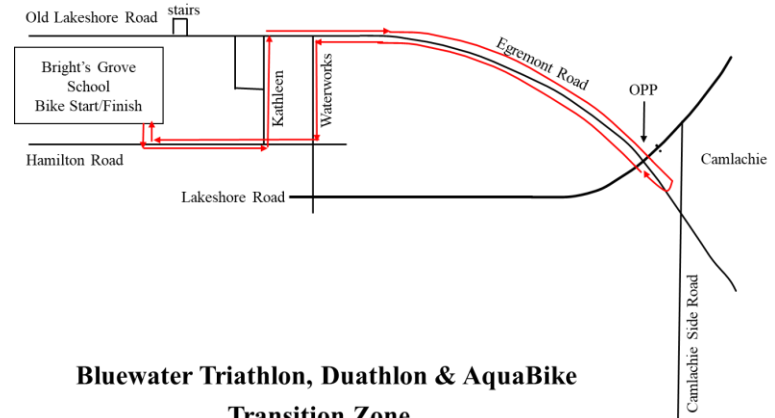 Old Lakeshore Road
stairs
Bright's Grove
School
Bike Start/Finish
Kathleen
Waterworks
Egremont Road
OPP
Hamilton Road
Camlachie
Lakeshore Road
Camlachie Side Road
Bluewater Triathlon, Duathlon & AquaBike
Transition Zone